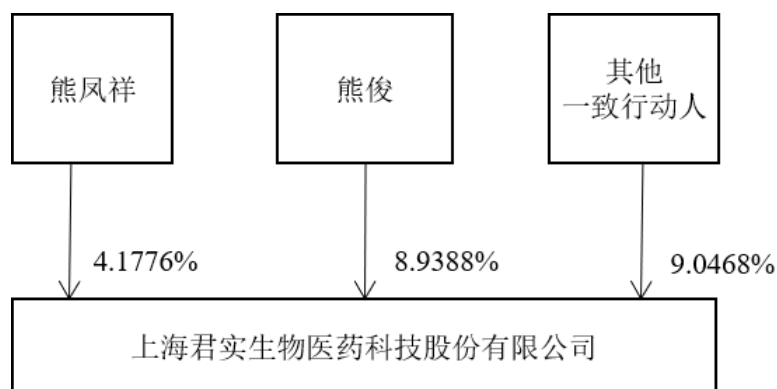 熊凤祥
熊俊
其他
一致行动人
4.1776%
8.9388%
9.0468%
上海君实生物医药科技股份有限公司